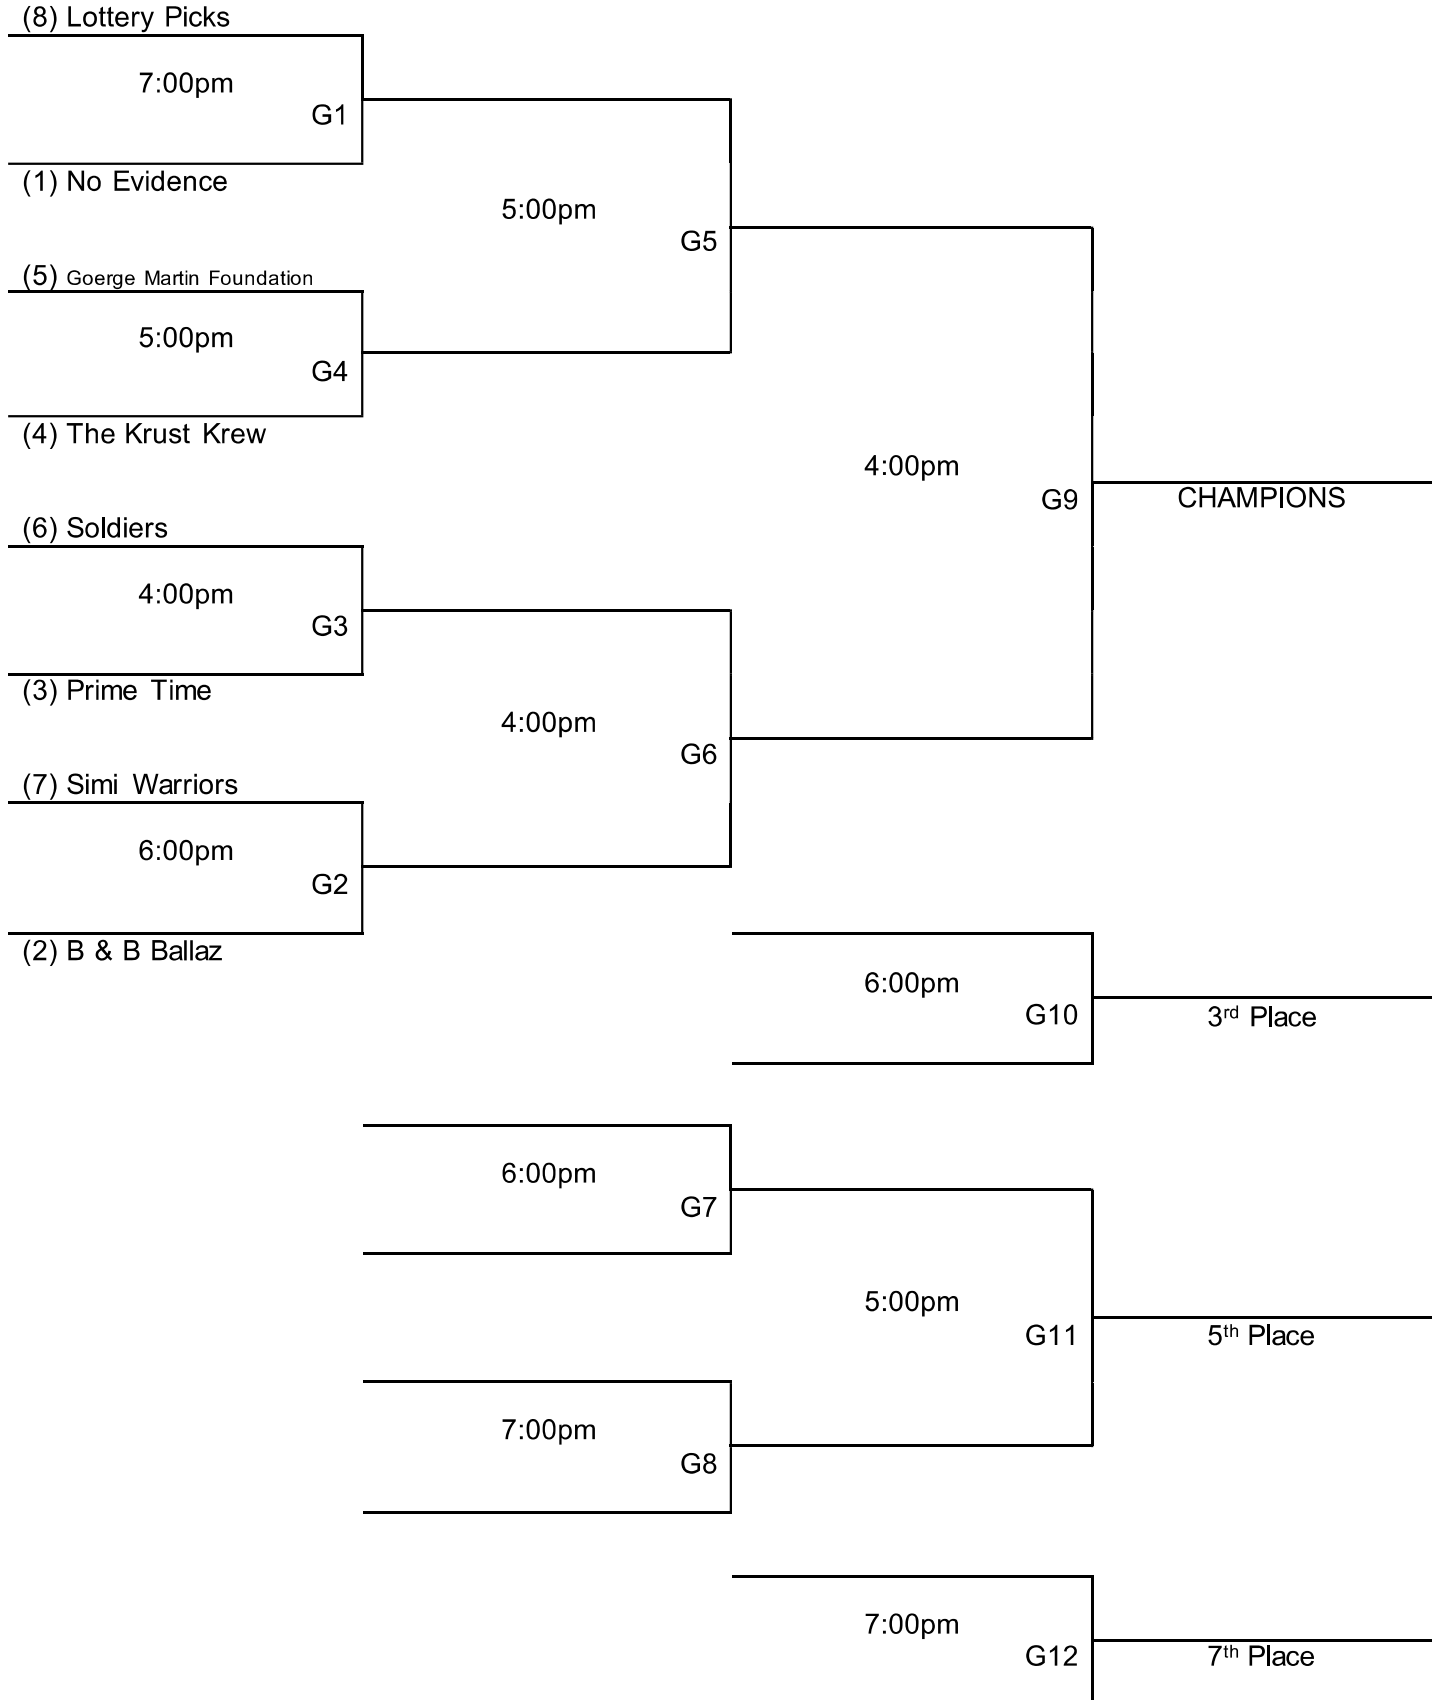 (8) Lottery Picks
7:00pm
G1
(1) No Evidence
5:00pm
G5
(5) Goerge Martin Foundation
5:00pm
G4
(4) The Krust Krew
4:00pm
G9
CHAMPIONS
(6) Soldiers
4:00pm
G3
(3) Prime Time
4:00pm
G6
(7) Simi Warriors
6:00pm
G2
(2) B & B Ballaz
6:00pm
G10
3rd Place
6:00pm
G7
5:00pm
G11
5th Place
7:00pm
G8
7:00pm
G12
7th Place